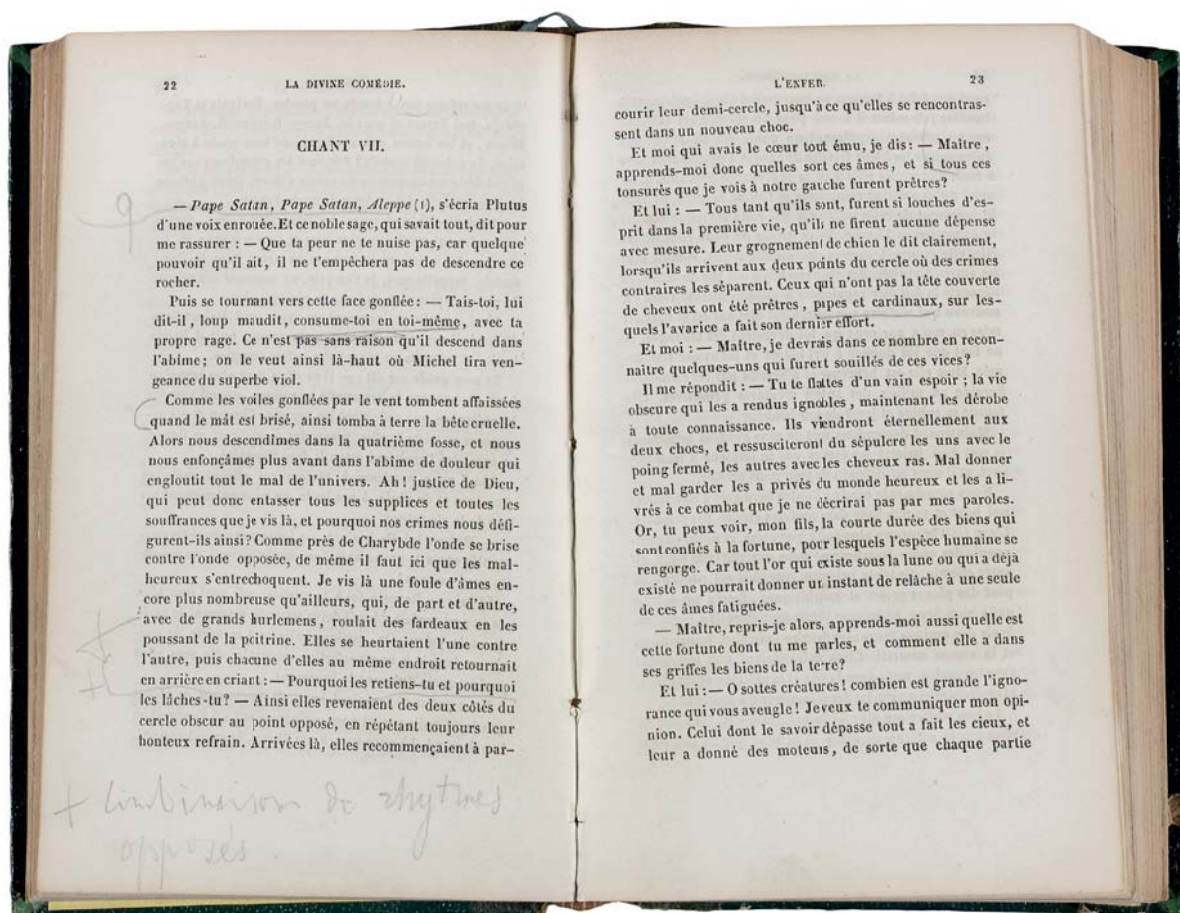 22 LA DIVINE COMÉDIE.
CHANT VII.
— Pape Satan, Pape Satan, Aleppe (1), s'écria Plutus
d'une voix enrouée. Et ce noble sage, qui savait tout, dit pour
me rassurer : — Que ta peur ne te nuise pas, car quelque
pouvoir qu'il ait, il ne t'empêchera pas de descendre ce
rocher.
Puis se tournant vers cette face gonflée : — Tais-toi, lui
dit-il, loup maudit, consume-toi en toi-même, avec ta
propre rage. Ce n'est pas sans raison qu'il descend dans
l'abime; on le veut ainsi là-haut où Michel tira ven-
geance du superbe viol.
Comme les voiles gonflées par le vent tombent affaissées
quand le mât est brisé, ainsi tomba à terre la bête cruelle.
Alors nous descendîmes dans la quatrième fosse, et nous
nous enfonçâmes plus avant dans l'abime de douleur qui
engloutit tout le mal de l'univers. Ah! justice de Dieu,
qui peut donc entasser tous les supplices et toutes les
souffrances que je vis là, et pourquoi nos crimes nous défi-
gurent-ils ainsi? Comme près de Charybde l'onde se brise
contre l'onde opposée, de même il faut ici que les mal-
heureux s'entrechoquent. Je vis là une foule d'âmes en-
core plus nombreuse qu'ailleurs, qui, de part et d'autre,
avec de grands hurlemens, roulait des fardeaux en les
poussant de la poitrine. Elles se heurtaient l'une contre
l'autre, puis chacune d'elles au même endroit retournait
en arrière en criant : — Pourquoi les retiens-tu et pourquoi
les lâches-tu? — Ainsi elles revenaient des deux côtés du
cercle obscur au point opposé, en répétant toujours leur
honteux refrain. Arrivées là, elles recommençaient à par-
+ Combinaison de rhytmes
opposés
L'ENFER. 23
courir leur demi-cercle, jusqu'à ce qu'elles se rencontras-
sent dans un nouveau choc.
Et moi qui avais le cœur tout ému, je dis: — Maître,
apprends-moi donc quelles sort ces âmes, et si tous ces
tonsurés que je vois à notre gauche furent prêtres?
Et lui : — Tous tant qu'ils sont, furent si louches d'es-
prit dans la première vie, qu'ils ne firent aucune dépense
avec mesure. Leur grognement de chien le dit clairement,
lorsqu'ils arrivent aux deux points du cercle où des crimes
contraires les séparent. Ceux qui n'ont pas la tête couverte
de cheveux ont été prêtres, papes et cardinaux, sur les-
quels l'avarice a fait son dernier effort.
Et moi : — Maître, je devrais dans ce nombre en recon-
naitre quelques-uns qui furent souillés de ces vices?
Il me répondit : — Tu te flattes d'un vain espoir ; la vie
obscure qui les a rendus ignobles, maintenant les dérobe
à toute connaissance. Ils viendront éternellement aux
deux chocs, et ressusciteront du sépulcre les uns avec le
poing fermé, les autres avec les cheveux ras. Mal donner
et mal garder les a privés du monde heureux et les a li-
vrés à ce combat que je ne décrirai pas par mes paroles.
Or, tu peux voir, mon fils, la courte durée des biens qui
sont confiés à la fortune, pour lesquels l'espèce humaine se
rengorge. Car tout l'or qui existe sous la lune ou qui a déjà
existé ne pourrait donner un instant de relâche à une seule
de ces âmes fatiguées.
— Maître, repris-je alors, apprends-moi aussi quelle est
cette fortune dont tu me parles, et comment elle a dans
ses griffes les biens de la terre?
Et lui : — O sottes créatures! combien est grande l'igno-
rance qui vous aveugle! Je veux te communiquer mon opi-
nion. Celui dont le savoir dépasse tout a fait les cieux, et
leur a donné des moteurs, de sorte que chaque partie